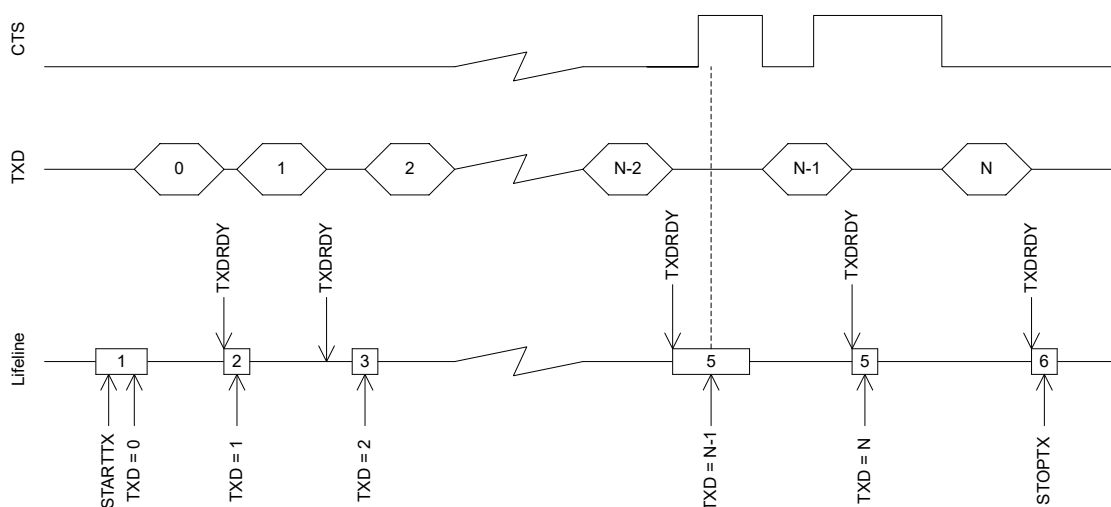 CTS
TXD
0
1
2
N-2
N-1
N
TXDRDY
TXDRDY
TXDRDY
TXDRDY
TXDRDY
Lifeline
1
2
3
5
5
6
STARTTX
TXD = 0
TXD = 1
TXD = 2
TXD = N-1
TXD = N
STOPTX